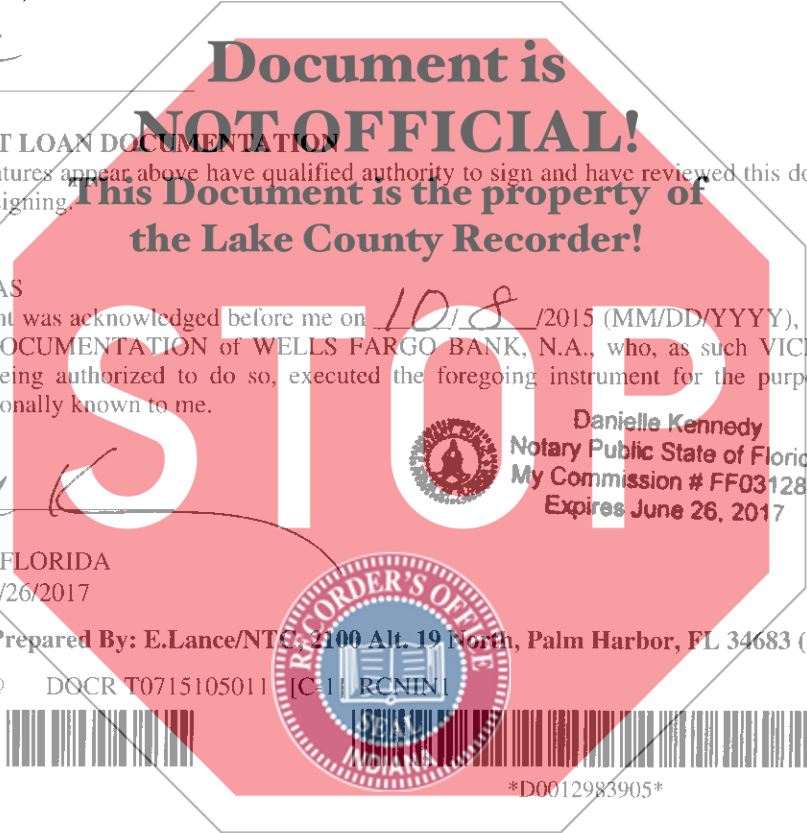 Document is
NOT OFFICIAL!
T LOAN DOCUMENTATION
tures appear above have qualified authority to sign and have reviewed this do
igning.
This Document is the property of
the Lake County Recorder!
AS
nt was acknowledged before me on 10/ 8 /2015 (MM/DD/YYYY),
OCUMENTATION of WELLS FARGO BANK, N.A., who, as such VIC
eing authorized to do so, executed the foregoing instrument for the purp
onally known to me.
STOP
Danielle Kennedy
Notary Public State of Floric
My Commission # FF03128
Expires June 26, 2017
FLORIDA
/26/2017
Prepared By: E.Lance/NTC, 2100 Alt. 19 North, Palm Harbor, FL 34683 (
DOCR T0715105011 [C-1] RCNIN1
RECORDER'S OFFICE
SEAL
INDIANA
*D0012983905*